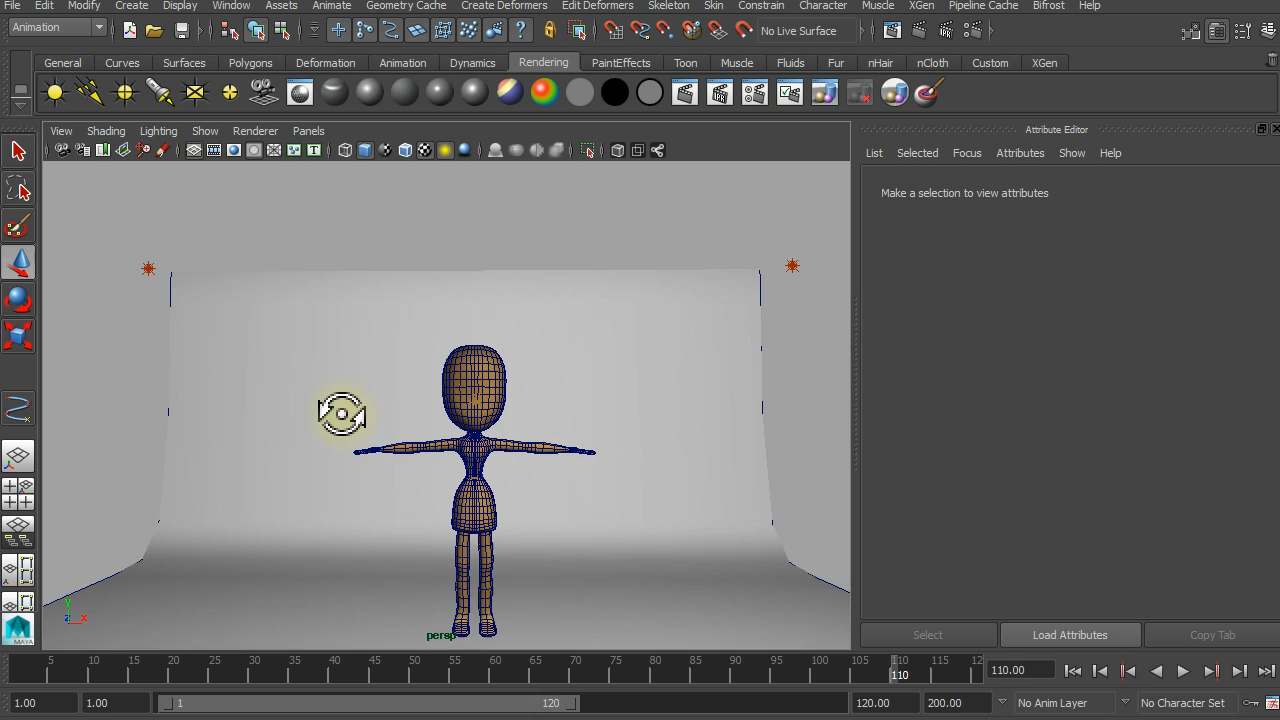 File Edit Modify Create Display Window Assets Animate Geometry Cache Create Deformers Edit Deformers Skeleton Skin Constrain Character Muscle XGen Pipeline Cache Bifrost Help
Animation No Live Surface
General Curves Surfaces Polygons Deformation Animation Dynamics Rendering PaintEffects Toon Muscle Fluids Fur nHair nCloth Custom XGen
View Shading Lighting Show Renderer Panels
Attribute Editor
List Selected Focus Attributes Show Help
Make a selection to view attributes
y
z x
persp
MAYA
Select Load Attributes Copy Tab
5 10 15 20 25 30 35 40 45 50 55 60 65 70 75 80 85 90 95 100 105 110 115 12
110
110.00
1.00 1.00 1 120 120.00 200.00 No Anim Layer No Character Set